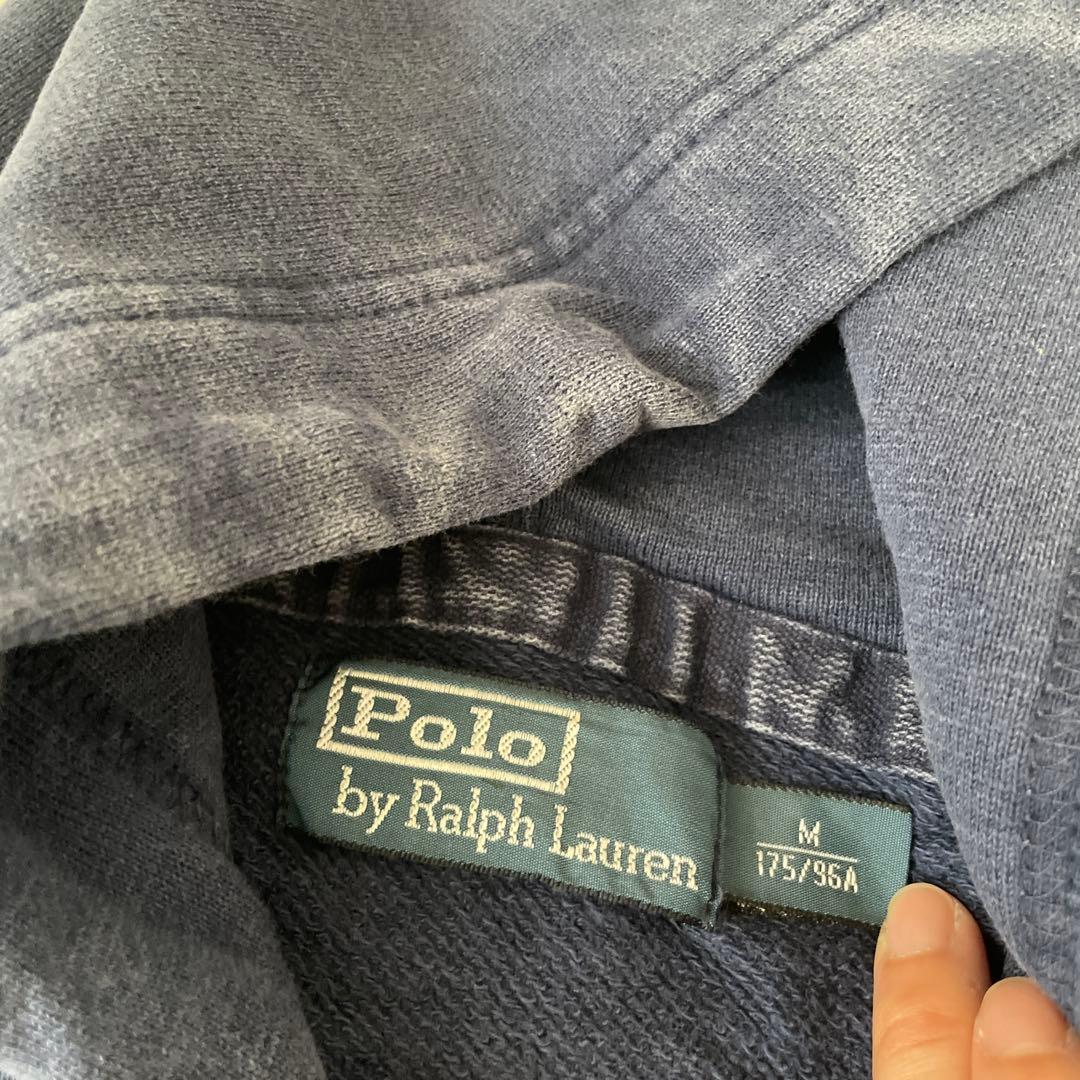 Polo
by Ralph Lauren
M
175/96A